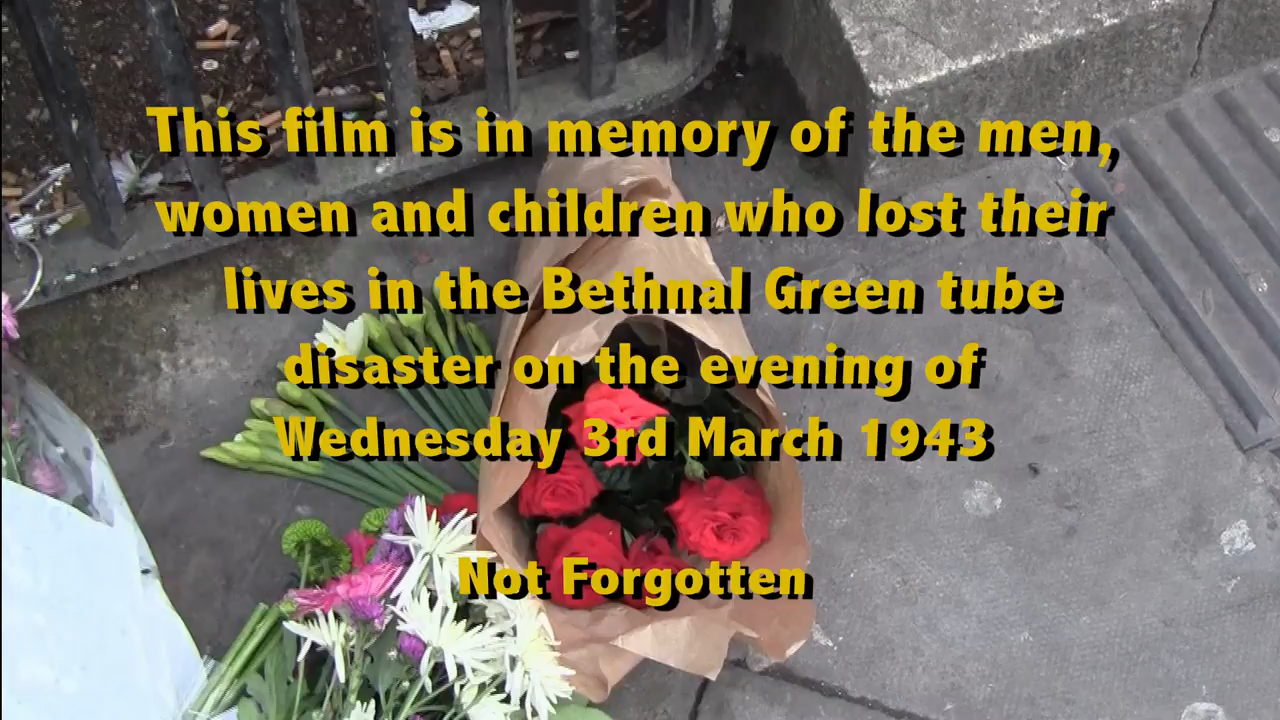 This film is in memory of the men,
women and children who lost their
lives in the Bethnal Green tube
disaster on the evening of
Wednesday 3rd March 1943
Not Forgotten